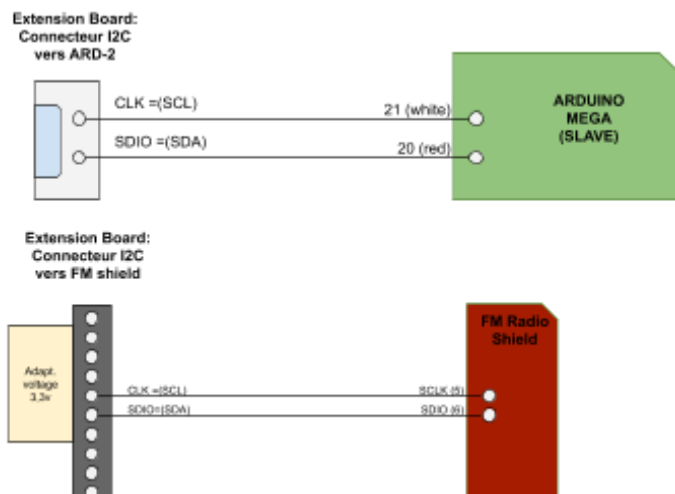 Extension Board:
Connecteur I2C
vers ARD-2
CLK =(SCL)
21 (white)
SDIO =(SDA)
20 (red)
ARDUINO
MEGA
(SLAVE)
Extension Board:
Connecteur I2C
vers FM shield
Adapt.
voltage
3,3v
CLK =(SCL)
SCLK (5)
SDIO=(SDA)
SDIO (6)
FM Radio
Shield